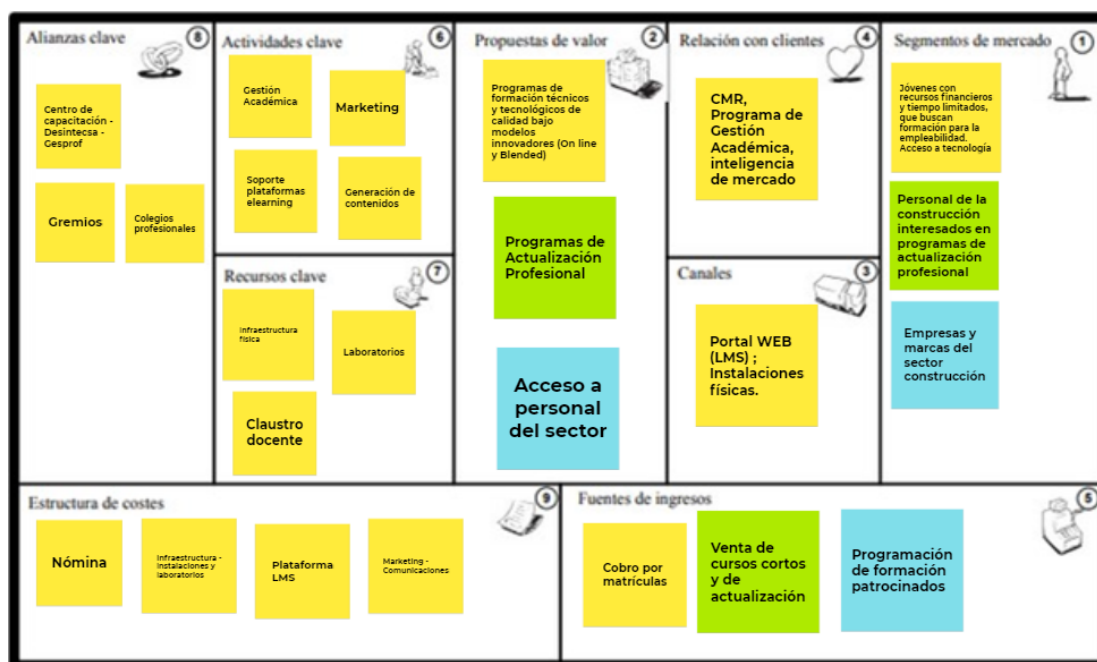 Alianzas clave
8
Centro de
capacitación -
Desintecsa -
Gesprof
Gremios
Colegios
profesionales
Actividades clave
6
Gestión
Académica
Marketing
Soporte
plataformas
elearning
Generación de
contenidos
Recursos clave
7
Infraestructura
física
Laboratorios
Claustro
docente
Propuestas de valor
2
Programas de
formación técnicos
y tecnológicos de
calidad bajo
modelos
innovadores (On
line y Blended)
Programas de
Actualización
Profesional
Acceso a
personal
del sector
Relación con clientes
4
CMR,
Programa de
Gestión
Académica,
inteligencia
de mercado
Canales
3
Portal WEB
(LMS) ;
Instalaciones
físicas.
Segmentos de mercado
1
Jóvenes con
recursos financieros
y tiempo limitados,
que buscan
formación para la
empleabilidad.
Acceso a tecnología
Personal de la
construcción
interesados en
programas de
actualización
profesional
Empresas y
marcas del
sector
construcción
Estructura de costes
9
Nómina
Infraestructura -
Instalaciones y
laboratorios
Plataforma
LMS
Marketing -
Comunicaciones
Fuentes de ingresos
5
Cobro por
matrículas
Venta de
cursos cortos
y de
actualización
Programación
de formación
patrocinados